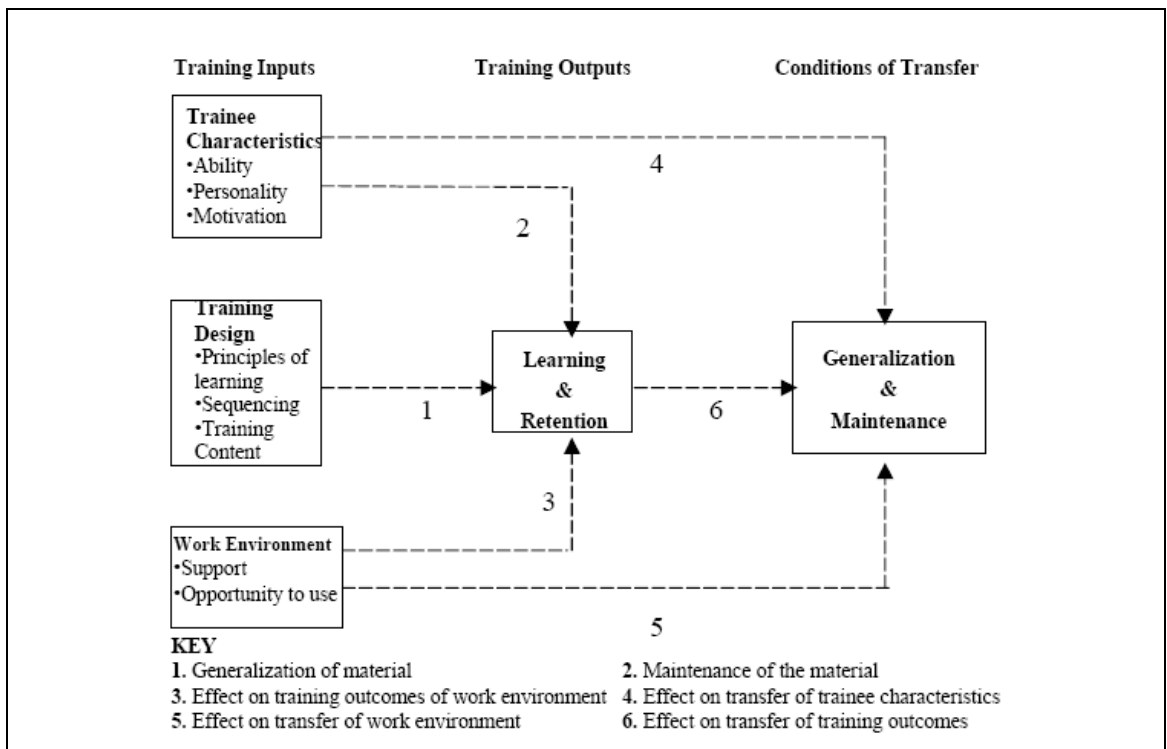 Training Inputs Training Outputs Conditions of Transfer
Trainee
Characteristics
•Ability
•Personality
•Motivation
4
2
Training
Design
•Principles of
learning
•Sequencing
•Training
Content
1
Learning
&
Retention
6
Generalization
&
Maintenance
3
Work Environment
•Support
•Opportunity to use
5
KEY
1. Generalization of material 2. Maintenance of the material
3. Effect on training outcomes of work environment 4. Effect on transfer of trainee characteristics
5. Effect on transfer of work environment 6. Effect on transfer of training outcomes